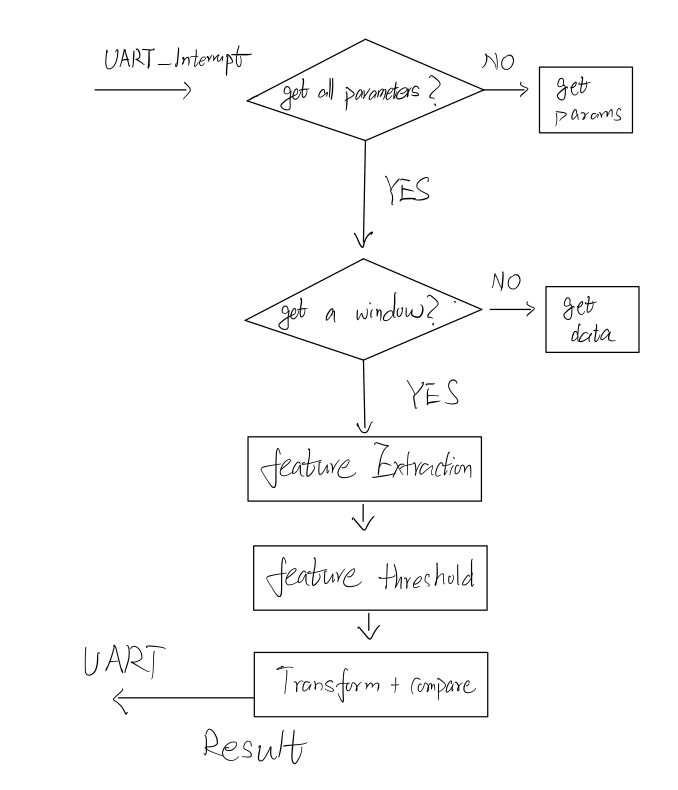 UART_Interrupt
get all parameters?
NO
get
params
YES
get a window?
NO
get
data
YES
feature Extraction
feature threshold
UART
Transform + compare
Result